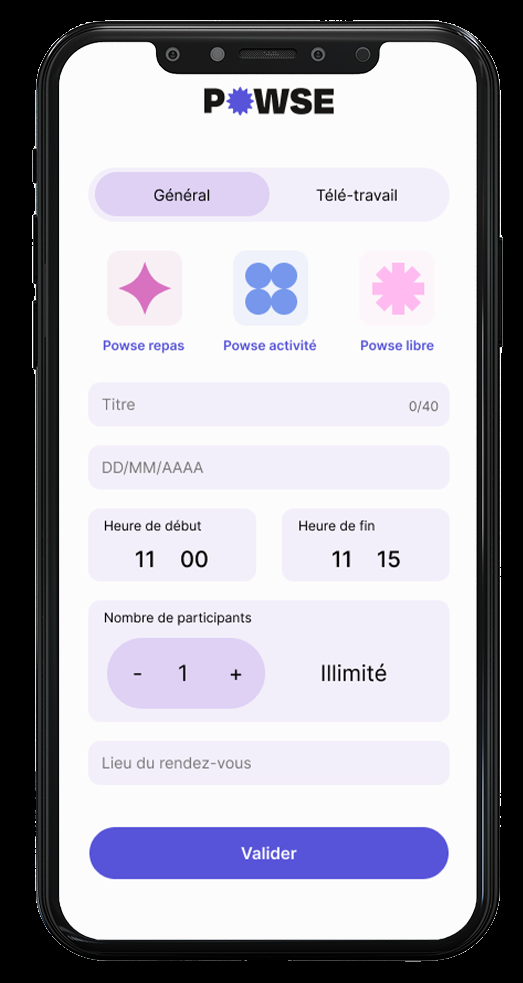 POWSE
Général Télé-travail
Powse repas Powse activité Powse libre
Titre 0/40
DD/MM/AAAA
Heure de début Heure de fin
11 00 11 15
Nombre de participants
- 1 + Illimité
Lieu du rendez-vous
Valider